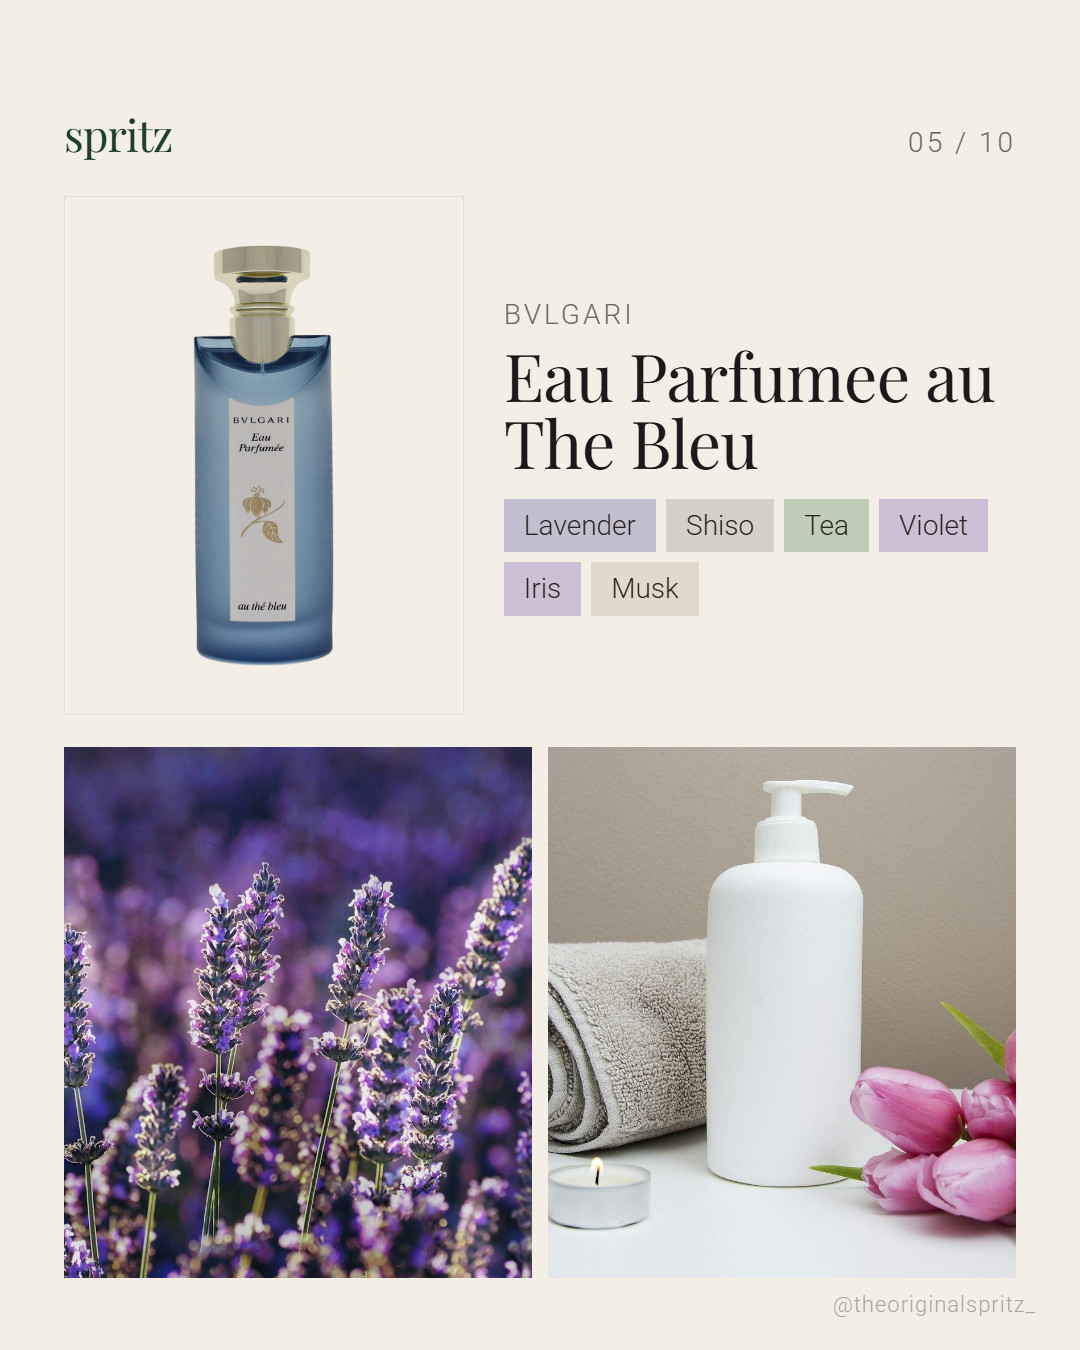 spritz
05 / 10
BVLGARI
Eau
Parfumée
au thé bleu
BVLGARI
Eau Parfumee au
The Bleu
Lavender Shiso Tea Violet
Iris Musk
@theoriginalspritz_